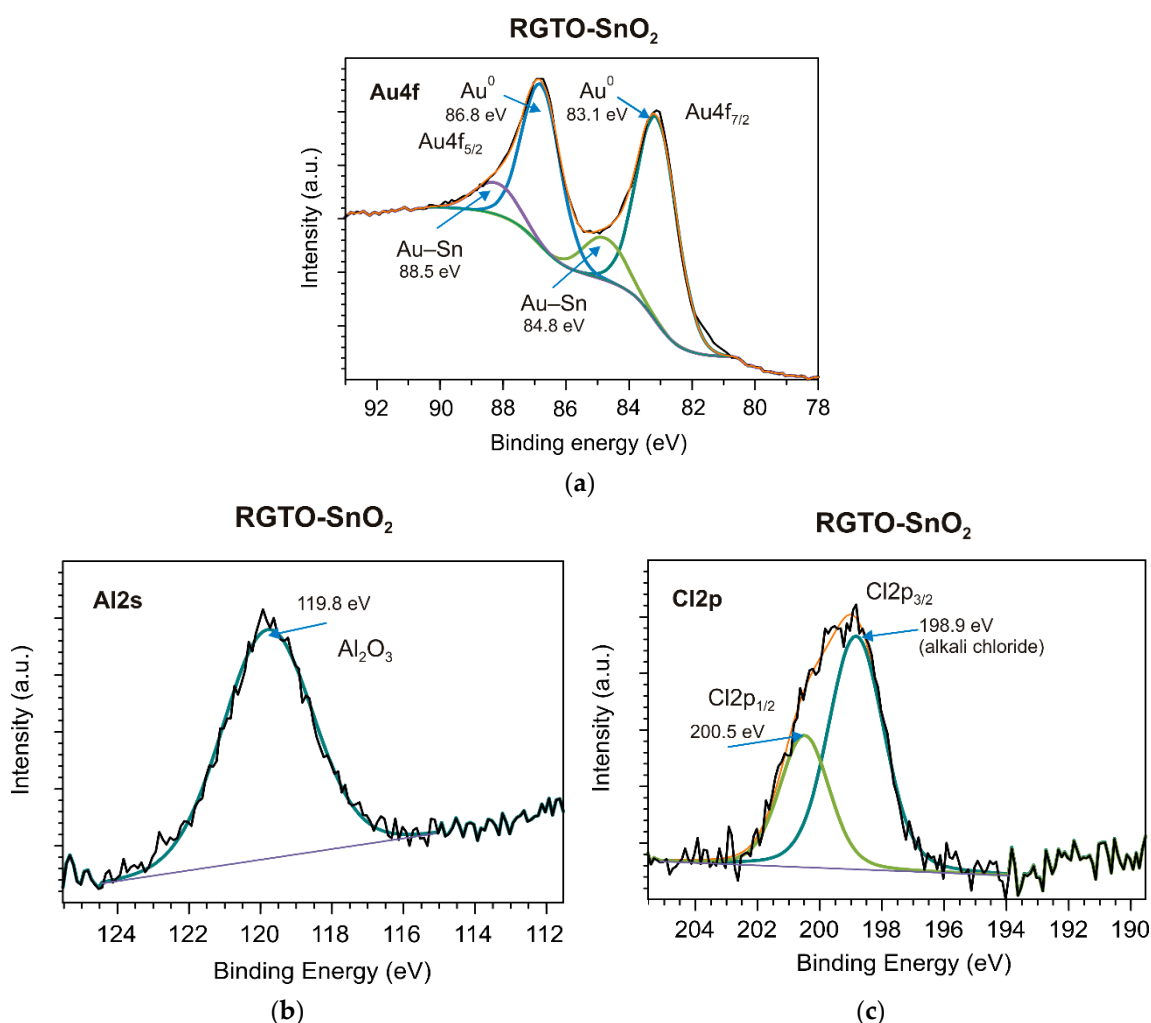 RGTO-SnO₂
Au4f
Au⁰
86.8 eV
Au⁰
83.1 eV
Au4f₇/₂
Au4f₅/₂
Au–Sn
88.5 eV
Au–Sn
84.8 eV
Intensity (a.u.)
92 90 88 86 84 82 80 78
Binding energy (eV)
(a)
RGTO-SnO₂
Al2s
119.8 eV
Al₂O₃
Intensity (a.u.)
124 122 120 118 116 114 112
Binding Energy (eV)
(b)
RGTO-SnO₂
Cl2p
Cl2p₃/₂
198.9 eV
(alkali chloride)
Cl2p₁/₂
200.5 eV
Intensity (a.u.)
204 202 200 198 196 194 192 190
Binding Energy (eV)
(c)